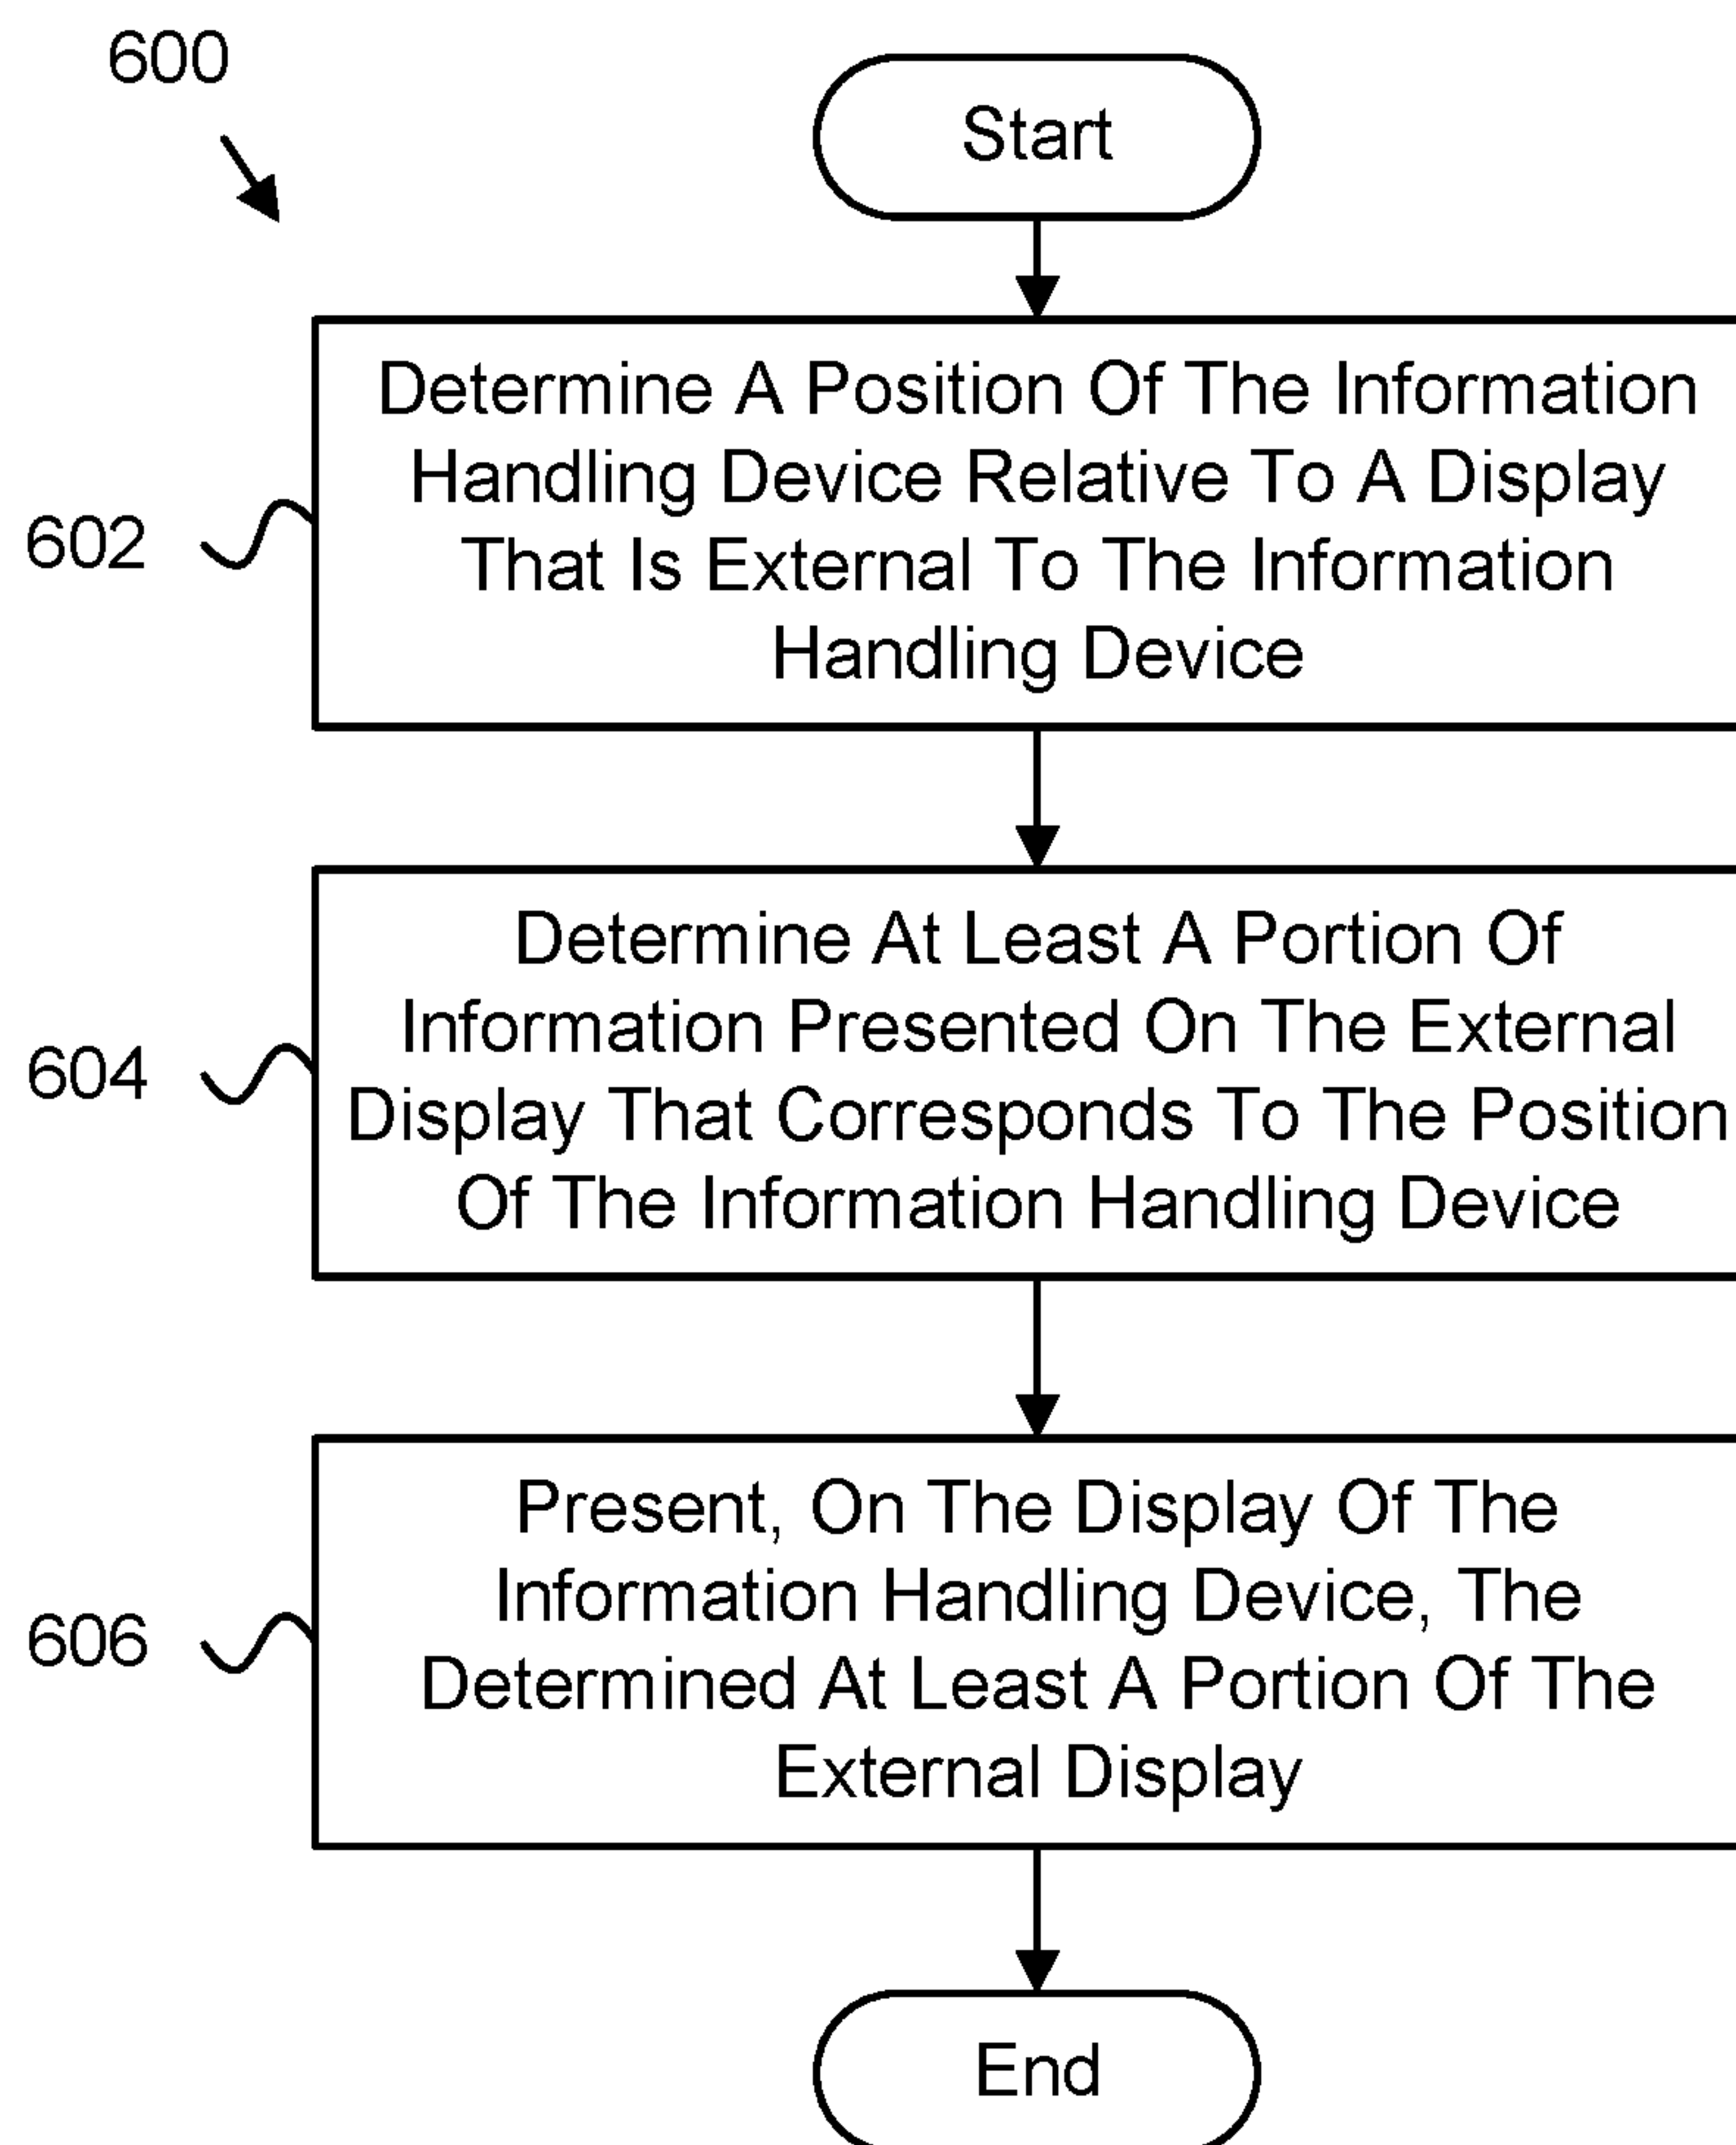 600
Start
Determine A Position Of The Information
Handling Device Relative To A Display
That Is External To The Information
Handling Device
602
Determine At Least A Portion Of
Information Presented On The External
Display That Corresponds To The Position
Of The Information Handling Device
604
Present, On The Display Of The
Information Handling Device, The
Determined At Least A Portion Of The
External Display
606
End